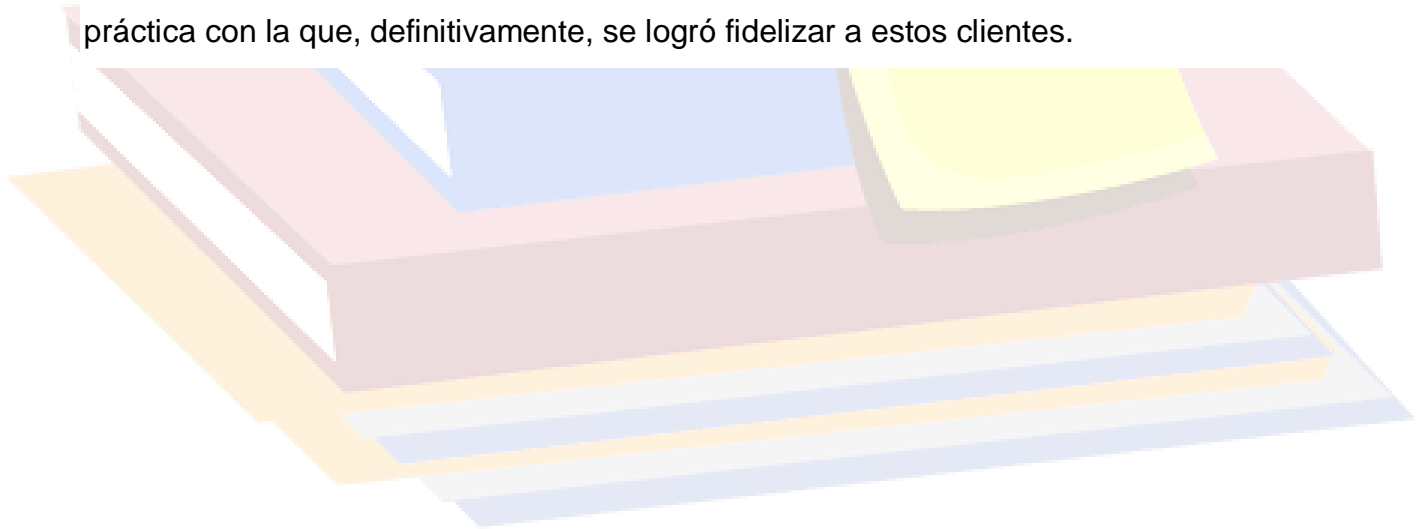 práctica con la que, definitivamente, se logró fidelizar a estos clientes.